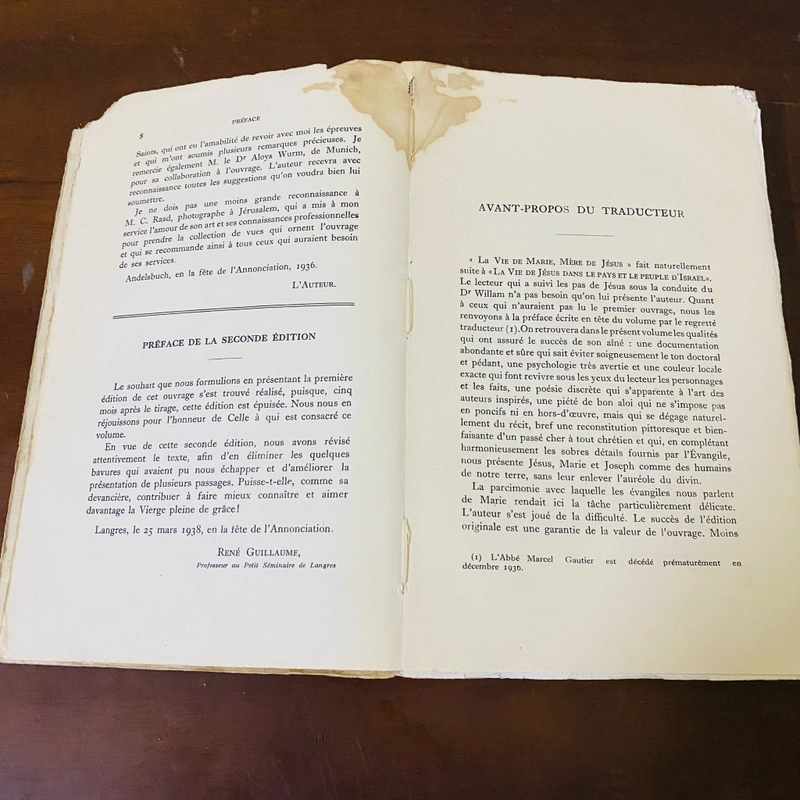 8
PRÉFACE
Saints, qui ont eu l'amabilité de revoir avec moi les épreuves
et qui m'ont soumis plusieurs remarques précieuses. Je
remercie également M. le Dr Aloys Wurm, de Munich,
pour sa collaboration à l'ouvrage. L'auteur recevra avec
reconnaissance toutes les suggestions qu'on voudra bien lui
soumettre.
Je ne dois pas une moins grande reconnaissance à
M. C. Raad, photographe à Jérusalem, qui a mis à mon
service l'amour de son art et ses connaissances professionnelles
pour prendre la collection de vues qui ornent l'ouvrage
et qui se recommande ainsi à tous ceux qui auraient besoin
de ses services.
Andelsbuch, en la fête de l'Annonciation, 1936.
L'AUTEUR.
PRÉFACE DE LA SECONDE ÉDITION
Le souhait que nous formulions en présentant la première
édition de cet ouvrage s'est trouvé réalisé, puisque, cinq
mois après le tirage, cette édition est épuisée. Nous nous en
réjouissons pour l'honneur de Celle à qui est consacré ce
volume.
En vue de cette seconde édition, nous avons révisé
attentivement le texte, afin d'en éliminer les quelques
bavures qui avaient pu nous échapper et d'améliorer la
présentation de plusieurs passages. Puisse-t-elle, comme sa
devancière, contribuer à faire mieux connaître et aimer
davantage la Vierge pleine de grâce!
Langres, le 25 mars 1938, en la fête de l'Annonciation.
RENÉ GUILLAUME,
Professeur au Petit Séminaire de Langres
AVANT-PROPOS DU TRADUCTEUR
« LA VIE DE MARIE, MÈRE DE JÉSUS » fait naturellement
suite à «LA VIE DE JÉSUS DANS LE PAYS ET LE PEUPLE D'ISRAËL».
Le lecteur qui a suivi les pas de Jésus sous la conduite du
Dr Willam n'a pas besoin qu'on lui présente l'auteur. Quant
à ceux qui n'auraient pas lu le premier ouvrage, nous les
renvoyons à la préface écrite en tête du volume par le regretté
traducteur (1). On retrouvera dans le présent volume les qualités
qui ont assuré le succès de son aîné : une documentation
abondante et sûre qui sait éviter soigneusement le ton doctoral
et pédant, une psychologie très avertie et une couleur locale
exacte qui font revivre sous les yeux du lecteur les personnages
et les faits, une poésie discrète qui s'apparente à l'art des
auteurs inspirés, une piété de bon aloi qui ne s'impose pas
en poncifs ni en hors-d'œuvre, mais qui se dégage naturel-
lement du récit, bref une reconstitution pittoresque et bien-
faisante d'un passé cher à tout chrétien et qui, en complétant
harmonieusement les sobres détails fournis par l'Évangile,
nous présente Jésus, Marie et Joseph comme des humains
de notre terre, sans leur enlever l'auréole du divin.
La parcimonie avec laquelle les évangiles nous parlent
de Marie rendait ici la tâche particulièrement délicate.
L'auteur s'est joué de la difficulté. Le succès de l'édition
originale est une garantie de la valeur de l'ouvrage. Moins
(1) L'Abbé Marcel Gautier est décédé prématurément en
décembre 1936.